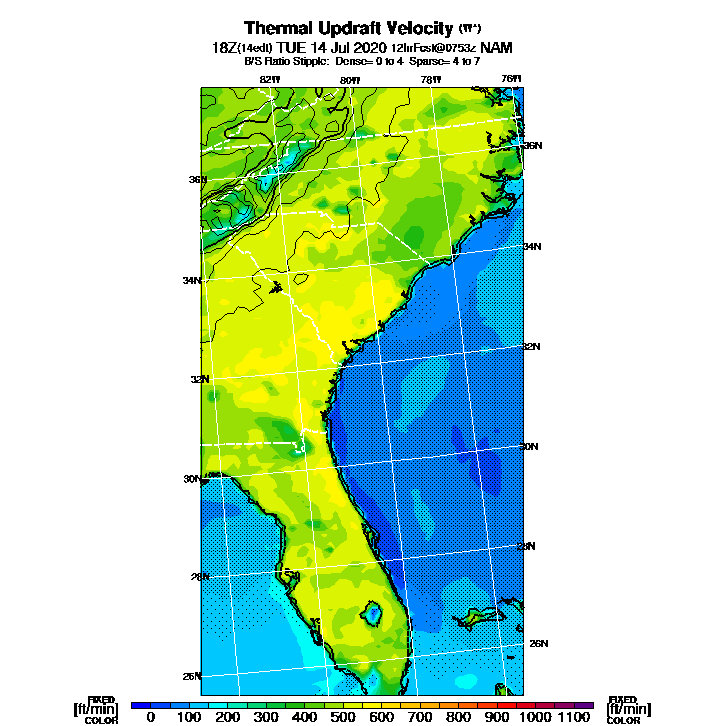 Thermal Updraft Velocity (W*)
18Z(14edt) TUE 14 Jul 2020 12hrFcst@0753z NAM
B/S Ratio Stipple: Dense= 0 to 4 Sparse= 4 to 7
82W 80W 78W 76W
36N
36N
34N
34N
32N
32N
30N
30N
28N
28N
26N
26N
FIXED FIXED
[ft/min] [ft/min]
COLOR COLOR
0 100 200 300 400 500 600 700 800 900 1000 1100